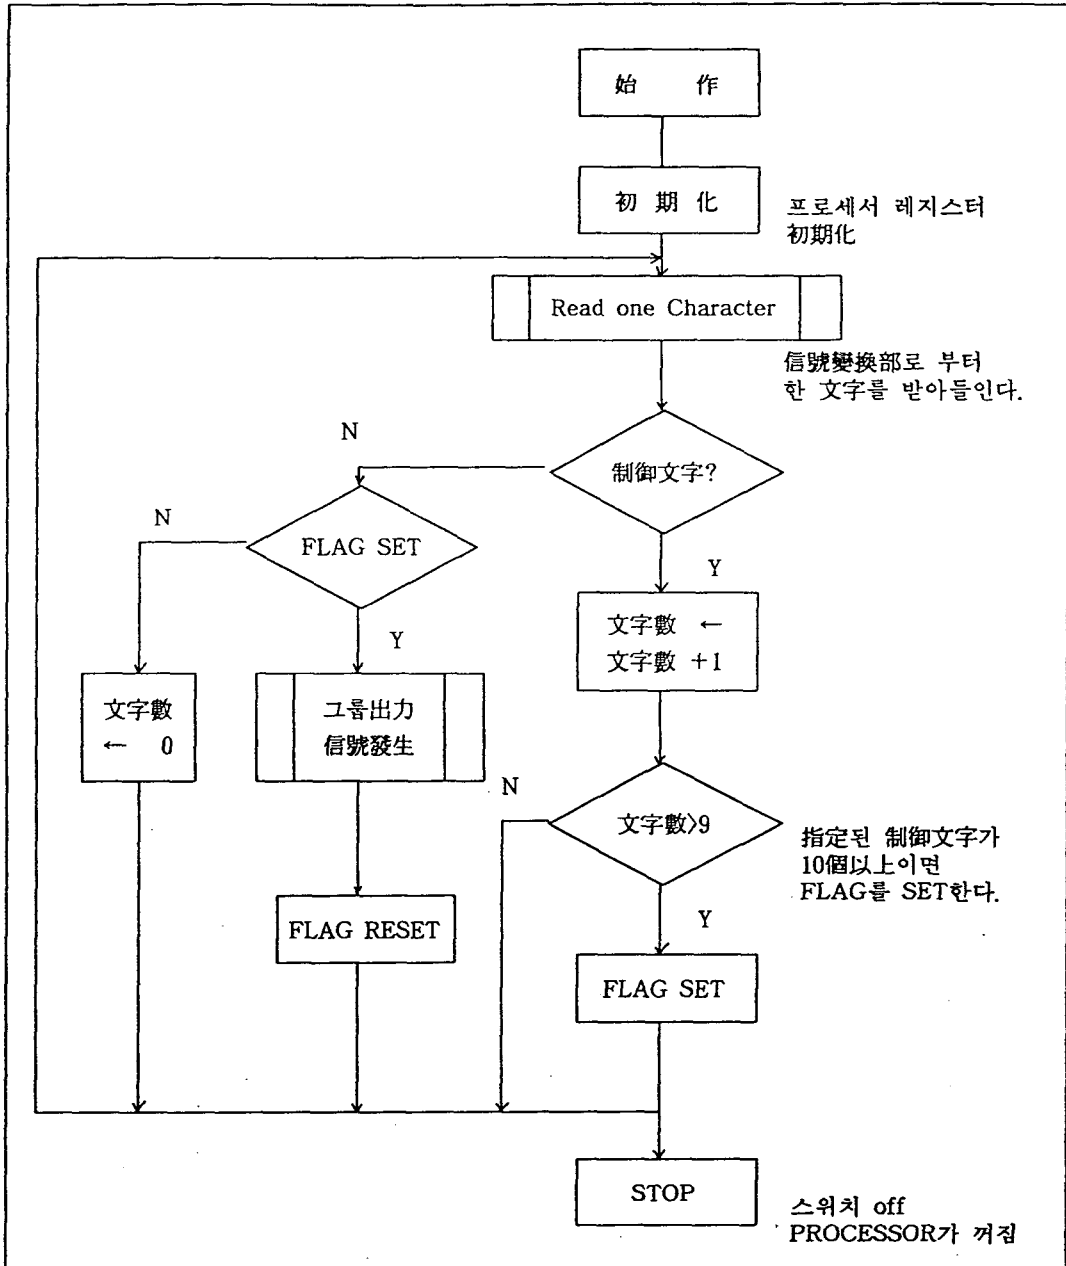 始 作
初 期 化
프로세서 레지스터
初期化
Read one Character
信號變換部로 부터
한 文字를 받아들인다.
N
制御文字?
N
FLAG SET
Y
Y
文字數 ←
文字數 +1
文字數
← 0
그룹出力
信號發生
N
文字數>9
指定된 制御文字가
10個以上이면
FLAG를 SET한다.
FLAG RESET
Y
FLAG SET
STOP
스위치 off
PROCESSOR가 꺼짐